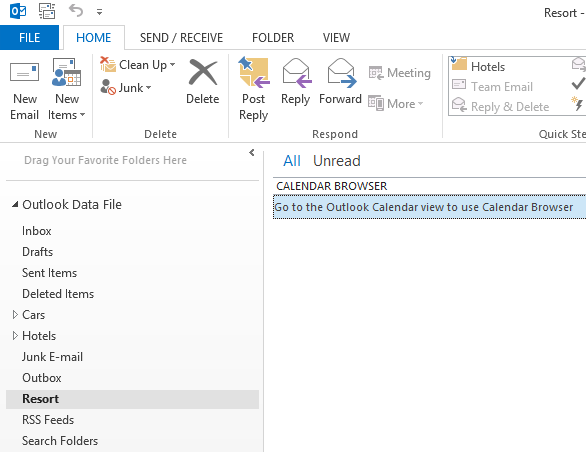 Resort -
FILE HOME SEND / RECEIVE FOLDER VIEW
New Email
New Items
New
Clean Up
Junk
Delete
Delete
Post Reply
Reply
Forward
Meeting
More
Respond
Hotels
Team Email
Reply & Delete
Quick Ste
Drag Your Favorite Folders Here
Outlook Data File
Inbox
Drafts
Sent Items
Deleted Items
Cars
Hotels
Junk E-mail
Outbox
Resort
RSS Feeds
Search Folders
All Unread
CALENDAR BROWSER
Go to the Outlook Calendar view to use Calendar Browser